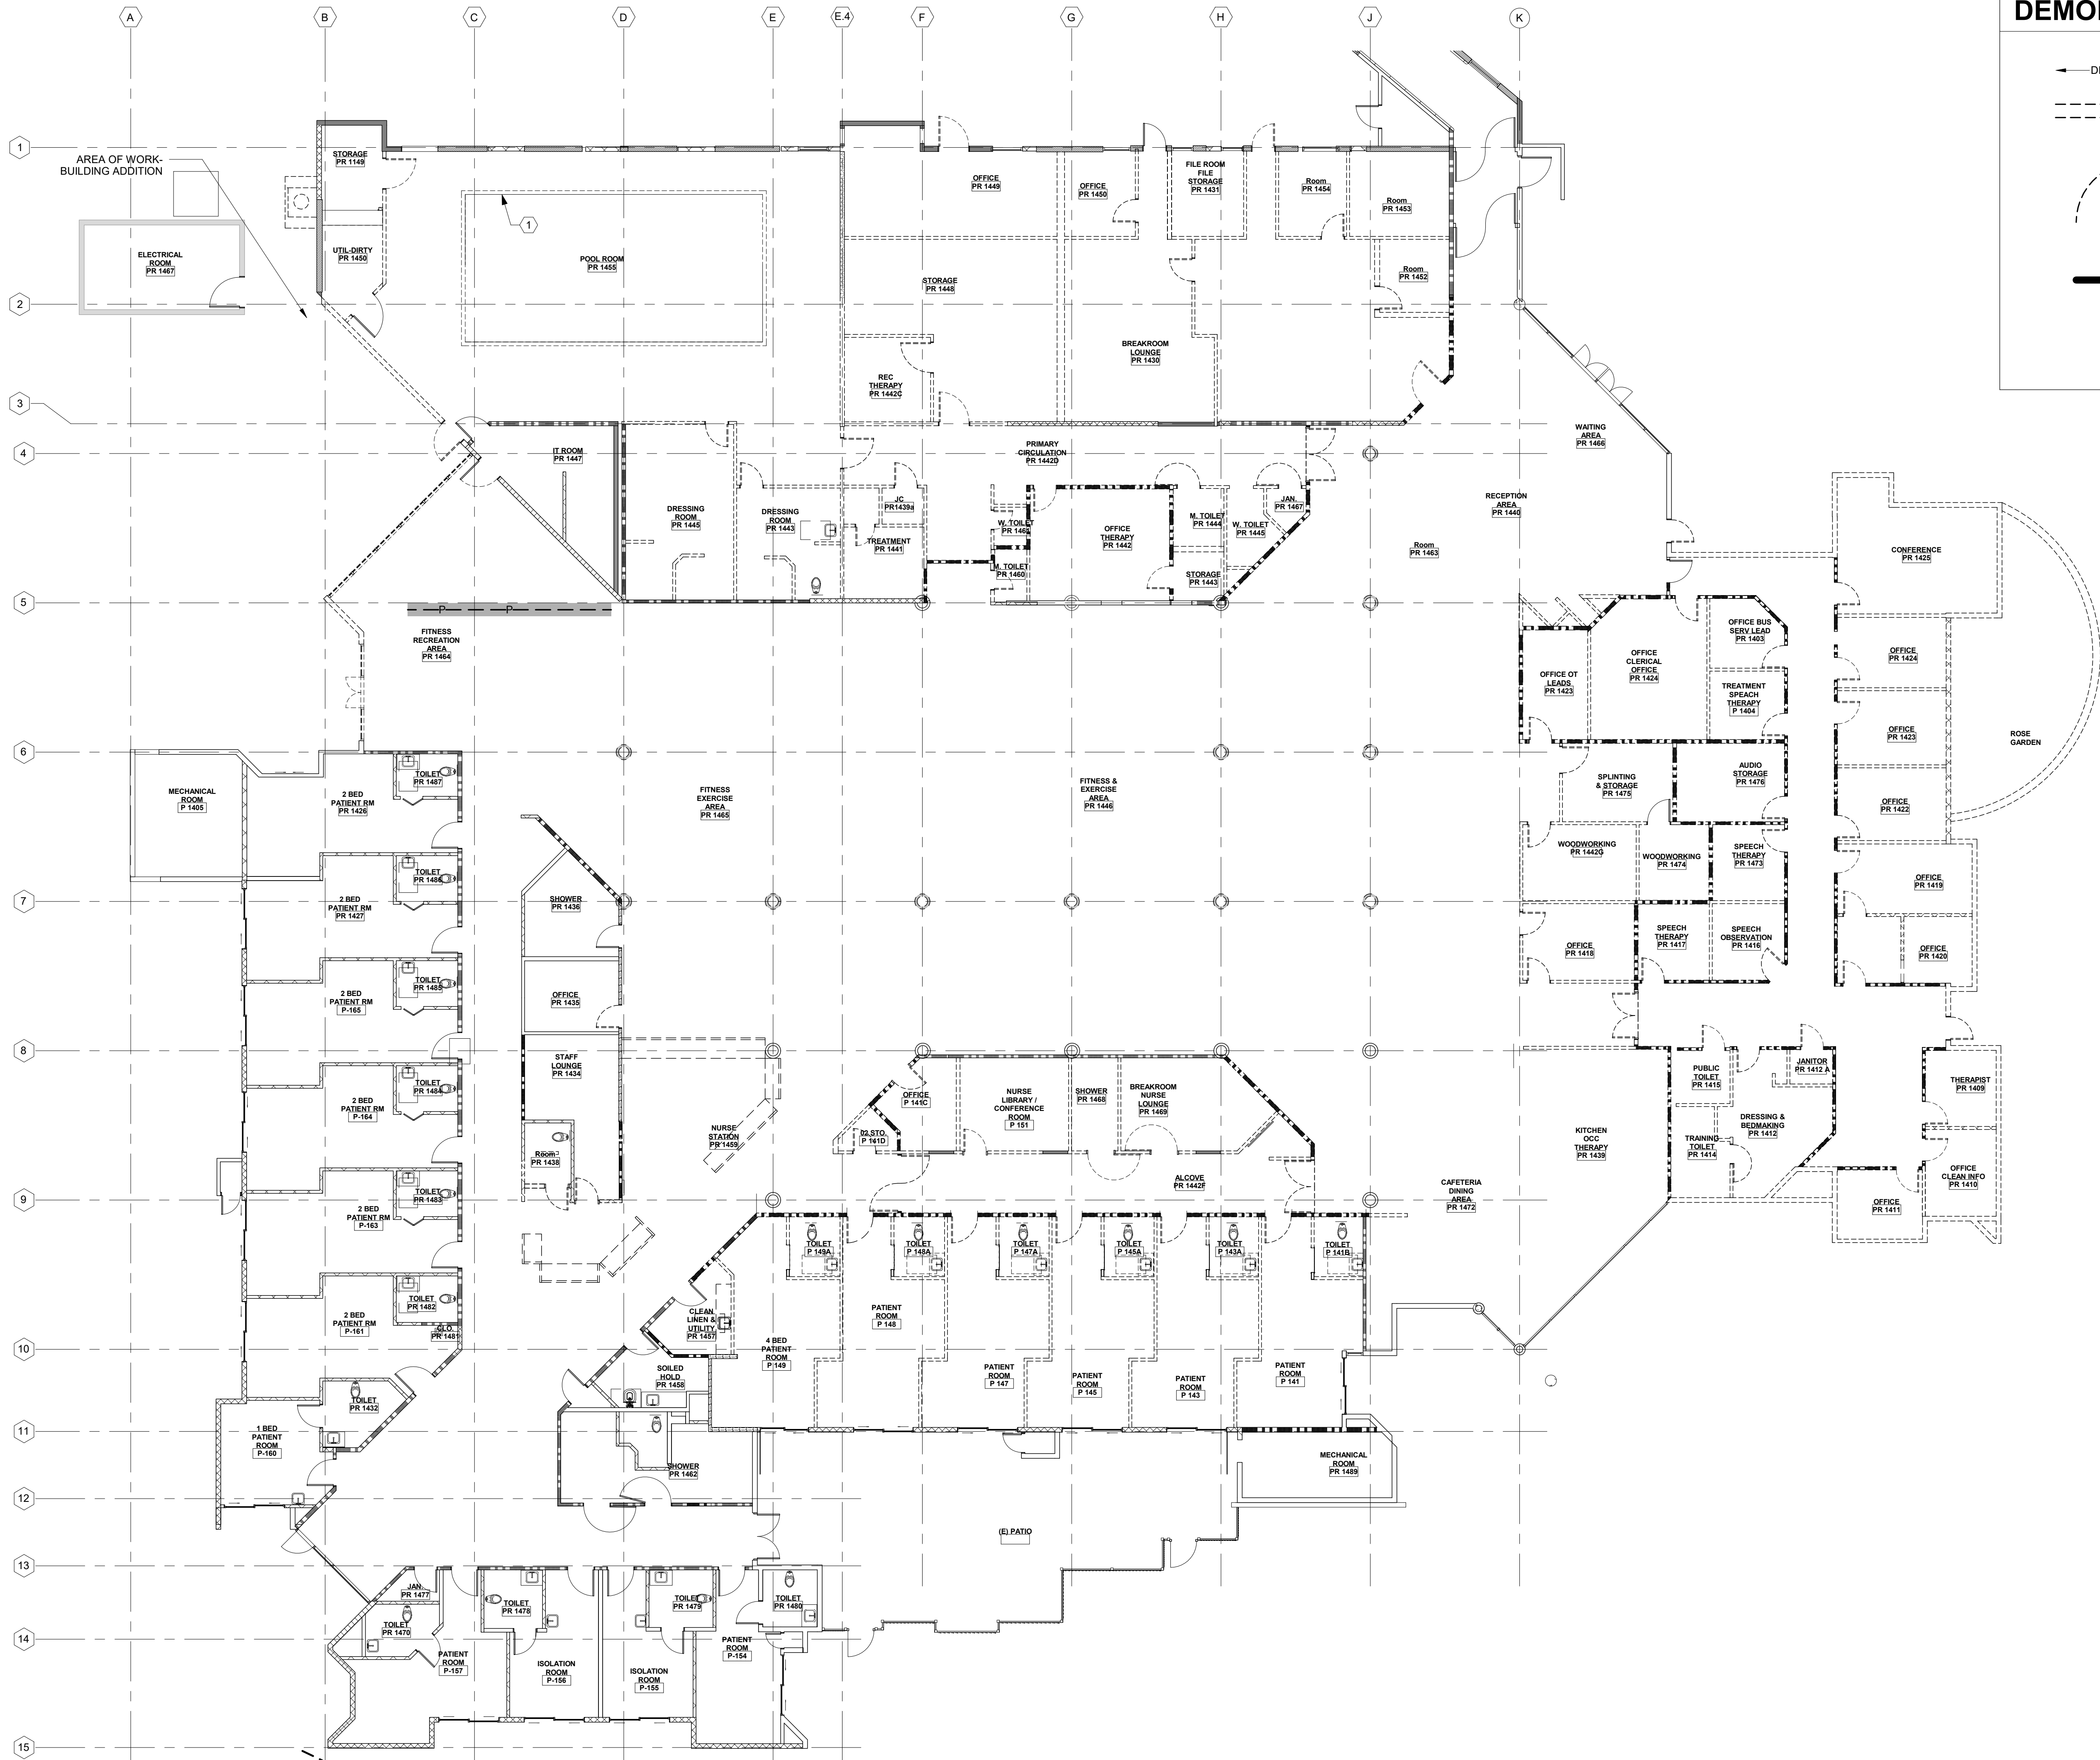 A
B
C
D
E
E.4
F
G
H
J
K
1
2
3
4
5
6
7
8
9
10
11
12
13
14
15
AREA OF WORK-
BUILDING ADDITION
STORAGE
PR 1149
ELECTRICAL
ROOM
PR 1467
UTIL-DIRTY
PR 1450
1
POOL ROOM
PR 1455
OFFICE
PR 1449
OFFICE
PR 1450
FILE ROOM
FILE
STORAGE
PR 1431
Room
PR 1454
Room
PR 1453
Room
PR 1452
STORAGE
PR 1448
BREAKROOM
LOUNGE
PR 1430
REC
THERAPY
PR 1442C
IT ROOM
PR 1447
PRIMARY
CIRCULATION
PR 1442D
WAITING
AREA
PR 1466
DRESSING
ROOM
PR 1445
DRESSING
ROOM
PR 1443
JC
PR1439a
TREATMENT
PR 1441
W. TOILET
PR 1461
M. TOILET
PR 1460
OFFICE
THERAPY
PR 1442
M. TOILET
PR 1444
W. TOILET
PR 1445
JAN.
PR 1467
STORAGE
PR 1443
RECEPTION
AREA
PR 1440
Room
PR 1463
CONFERENCE
PR 1425
P
P
FITNESS
RECREATION
AREA
PR 1464
OFFICE OT
LEADS
PR 1423
OFFICE
CLERICAL
OFFICE
PR 1424
OFFICE BUS
SERV LEAD
PR 1403
TREATMENT
SPEACH
THERAPY
P 1404
OFFICE
PR 1424
OFFICE
PR 1423
ROSE
GARDEN
MECHANICAL
ROOM
P 1405
2 BED
PATIENT RM
PR 1426
TOILET
PR 1487
FITNESS
EXERCISE
AREA
PR 1465
FITNESS &
EXERCISE
AREA
PR 1446
SPLINTING
& STORAGE
PR 1475
AUDIO
STORAGE
PR 1476
OFFICE
PR 1422
2 BED
PATIENT RM
PR 1427
TOILET
PR 1486
SHOWER
PR 1436
WOODWORKING
PR 1442G
WOODWORKING
PR 1474
SPEECH
THERAPY
PR 1473
OFFICE
PR 1419
2 BED
PATIENT RM
P-165
TOILET
PR 1485
OFFICE
PR 1435
OFFICE
PR 1418
SPEECH
THERAPY
PR 1417
SPEECH
OBSERVATION
PR 1416
OFFICE
PR 1420
2 BED
PATIENT RM
P-164
TOILET
PR 1484
STAFF
LOUNGE
PR 1434
OFFICE
P 141C
NURSE
LIBRARY /
CONFERENCE
ROOM
P 151
SHOWER
PR 1468
BREAKROOM
NURSE
LOUNGE
PR 1469
PUBLIC
TOILET
PR 1415
JANITOR
PR 1412 A
THERAPIST
PR 1409
NURSE
STATION
PR 1459
02 STO.
P 141D
KITCHEN
OCC
THERAPY
PR 1439
TRAINING
TOILET
PR 1414
DRESSING &
BEDMAKING
PR 1412
Room
PR 1438
2 BED
PATIENT RM
P-163
TOILET
PR 1483
ALCOVE
PR 1442F
CAFETERIA
DINING
AREA
PR 1472
OFFICE
PR 1411
OFFICE
CLEAN INFO
PR 1410
TOILET
P 149A
TOILET
P 148A
TOILET
P 147A
TOILET
P 145A
TOILET
P 143A
TOILET
P 141B
2 BED
PATIENT RM
P-161
TOILET
PR 1482
CLO.
PR 1481
CLEAN
LINEN &
UTILITY
PR 1457
4 BED
PATIENT
ROOM
P 149
PATIENT
ROOM
P 148
PATIENT
ROOM
P 147
PATIENT
ROOM
P 145
PATIENT
ROOM
P 143
PATIENT
ROOM
P 141
SOILED
HOLD
PR 1458
TOILET
PR 1432
1 BED
PATIENT
ROOM
P-160
SHOWER
PR 1462
MECHANICAL
ROOM
PR 1489
(E) PATIO
JAN.
PR 1477
TOILET
PR 1470
TOILET
PR 1478
TOILET
PR 1479
TOILET
PR 1480
PATIENT
ROOM
P-157
ISOLATION
ROOM
P-156
ISOLATION
ROOM
P-155
PATIENT
ROOM
P-154